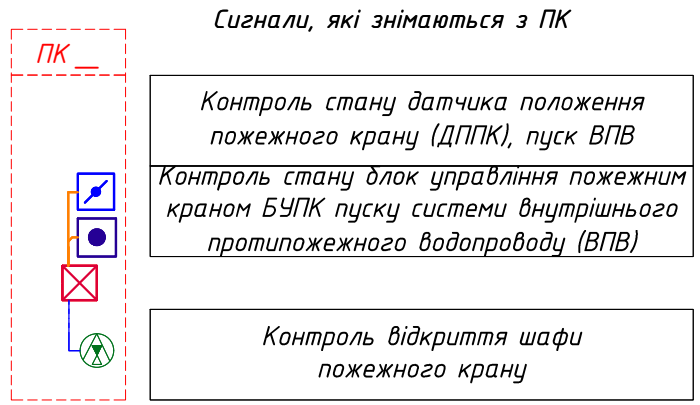 Сигнали, які знімаються з ПК
ПК __
Контроль стану датчика положення
пожежного крану (ДППК), пуск ВПВ
Контроль стану блок управління пожежним
краном БУПК пуску системи внутрішнього
протипожежного водопроводу (ВПВ)
Контроль відкриття шафи
пожежного крану